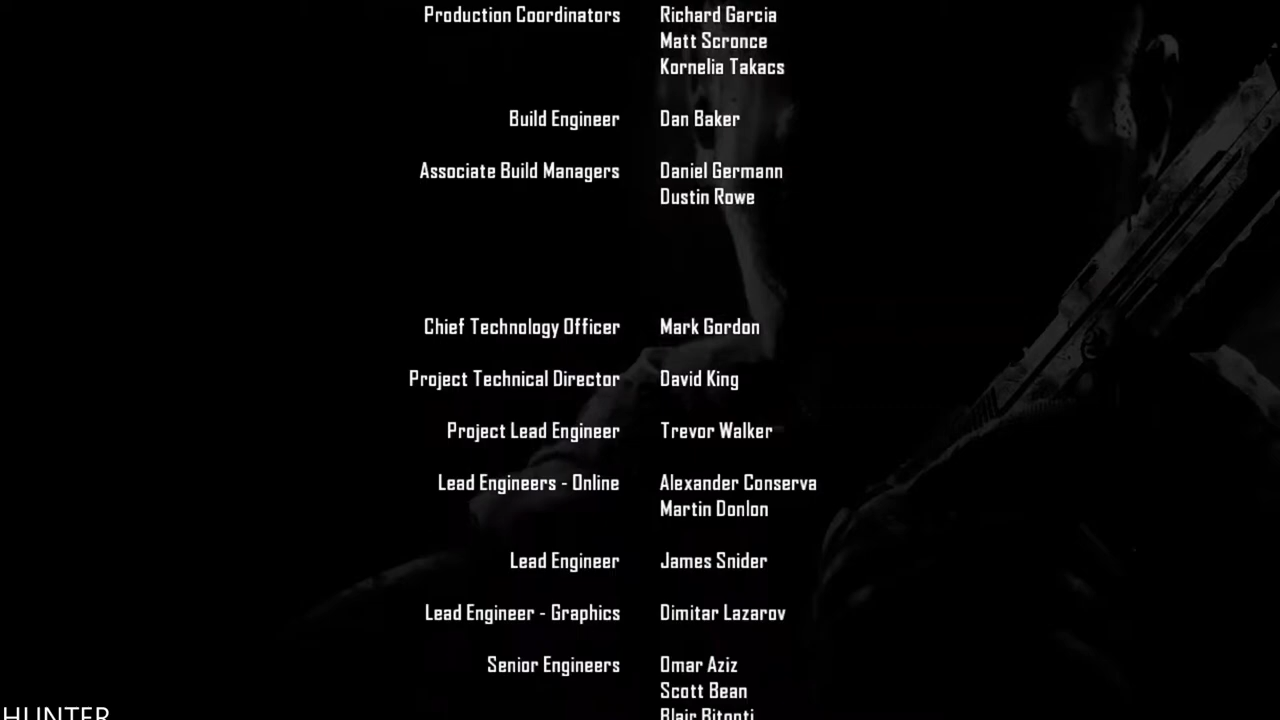 Production Coordinators Richard Garcia
Matt Scronce
Kornelia Takacs
Build Engineer Dan Baker
Associate Build Managers Daniel Germann
Dustin Rowe
Chief Technology Officer Mark Gordon
Project Technical Director David King
Project Lead Engineer Trevor Walker
Lead Engineers - Online Alexander Conserva
Martin Donlon
Lead Engineer James Snider
Lead Engineer - Graphics Dimitar Lazarov
Senior Engineers Omar Aziz
Scott Bean
Blair Bitonti
HUNTER